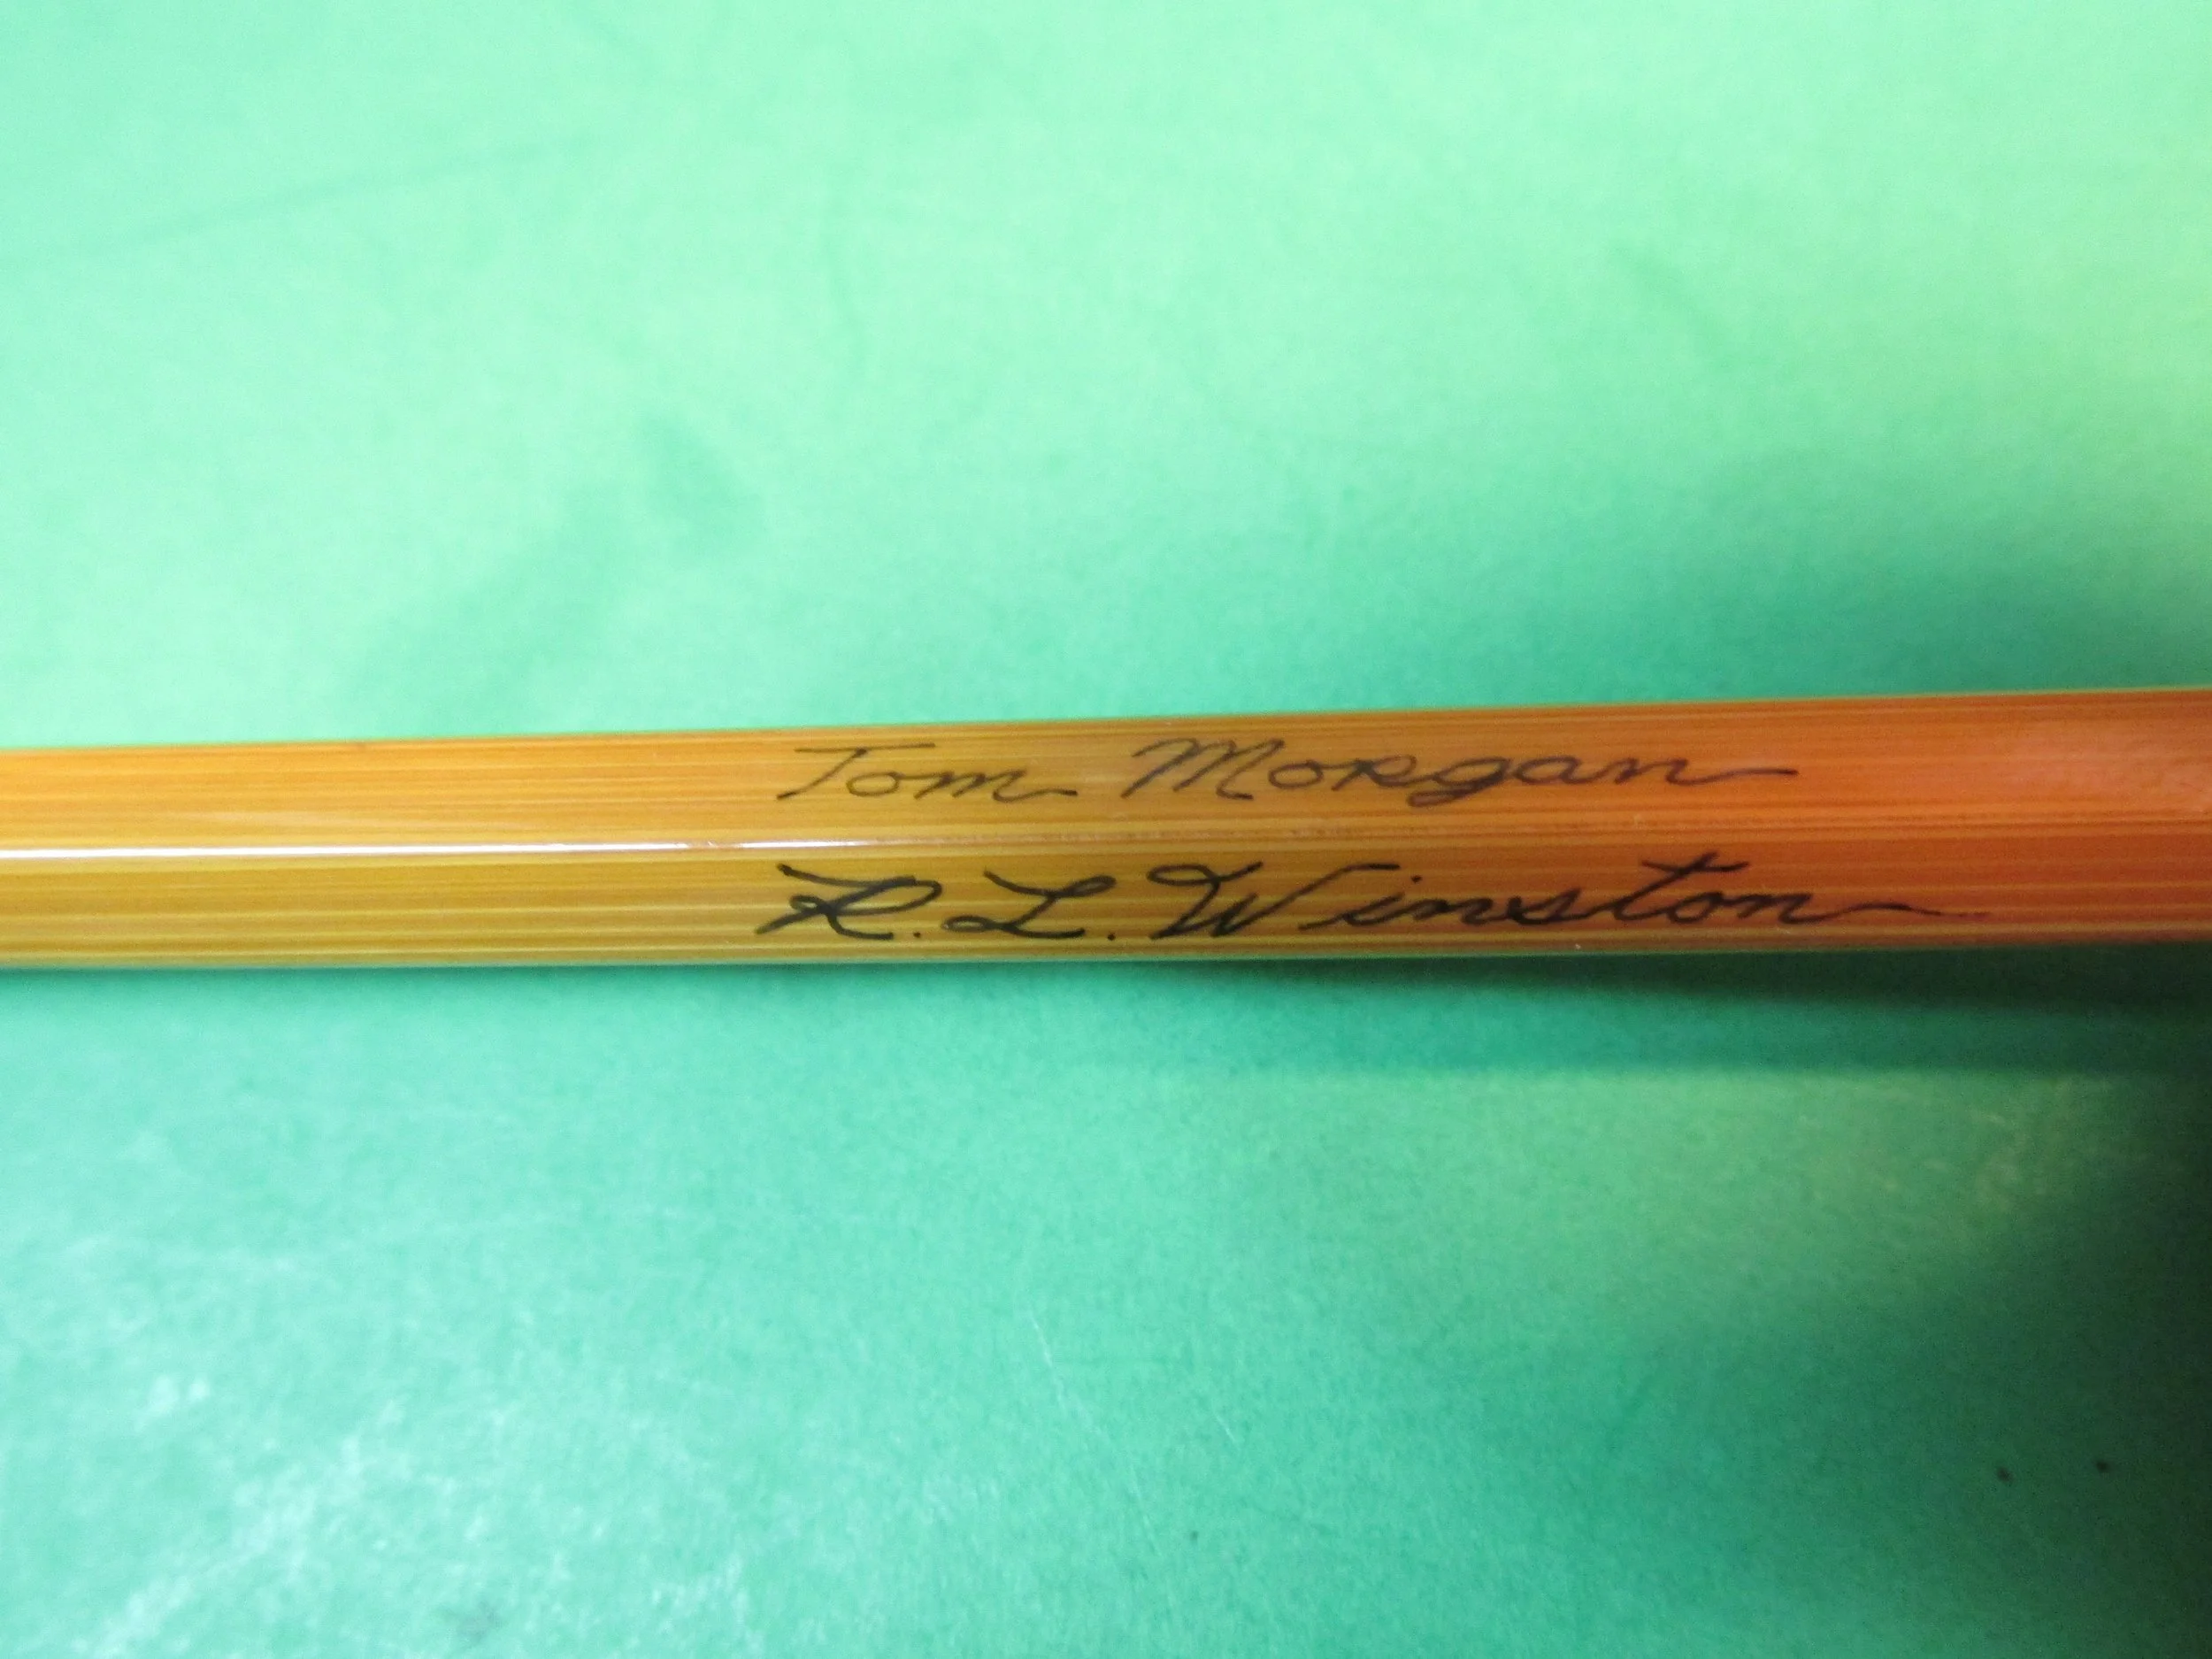 Tom Morgan
R. L. Winston